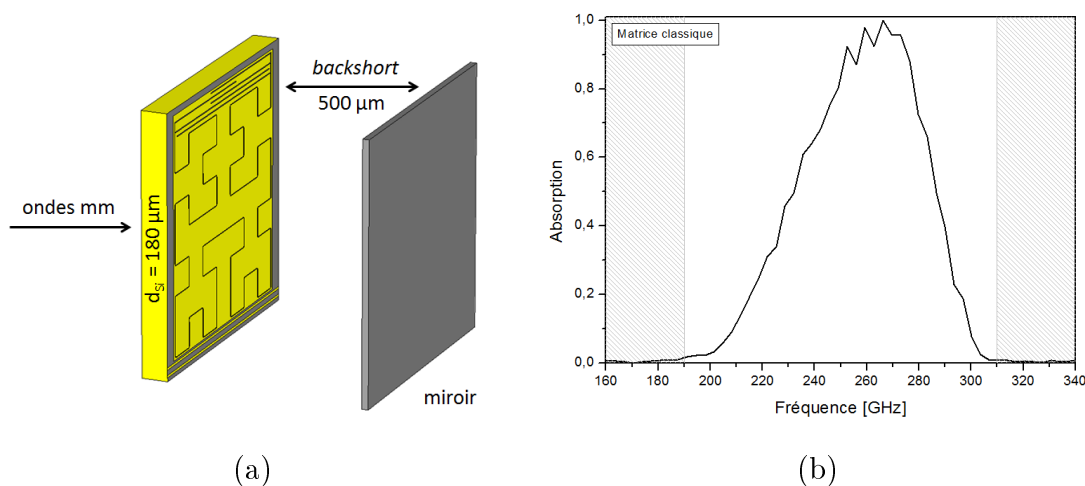 backshort
500 µm
ondes mm
d_Si = 180 µm
miroir
(a)
Matrice classique
1,0
0,8
0,6
0,4
0,2
0,0
Absorption
160 180 200 220 240 260 280 300 320 340
Fréquence [GHz]
(b)